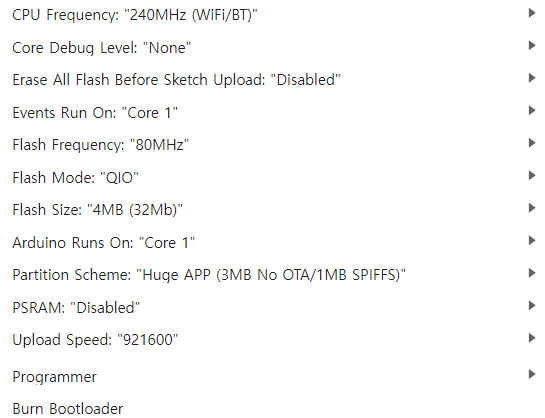 CPU Frequency: "240MHz (WiFi/BT)"
Core Debug Level: "None"
Erase All Flash Before Sketch Upload: "Disabled"
Events Run On: "Core 1"
Flash Frequency: "80MHz"
Flash Mode: "QIO"
Flash Size: "4MB (32Mb)"
Arduino Runs On: "Core 1"
Partition Scheme: "Huge APP (3MB No OTA/1MB SPIFFS)"
PSRAM: "Disabled"
Upload Speed: "921600"
Programmer
Burn Bootloader